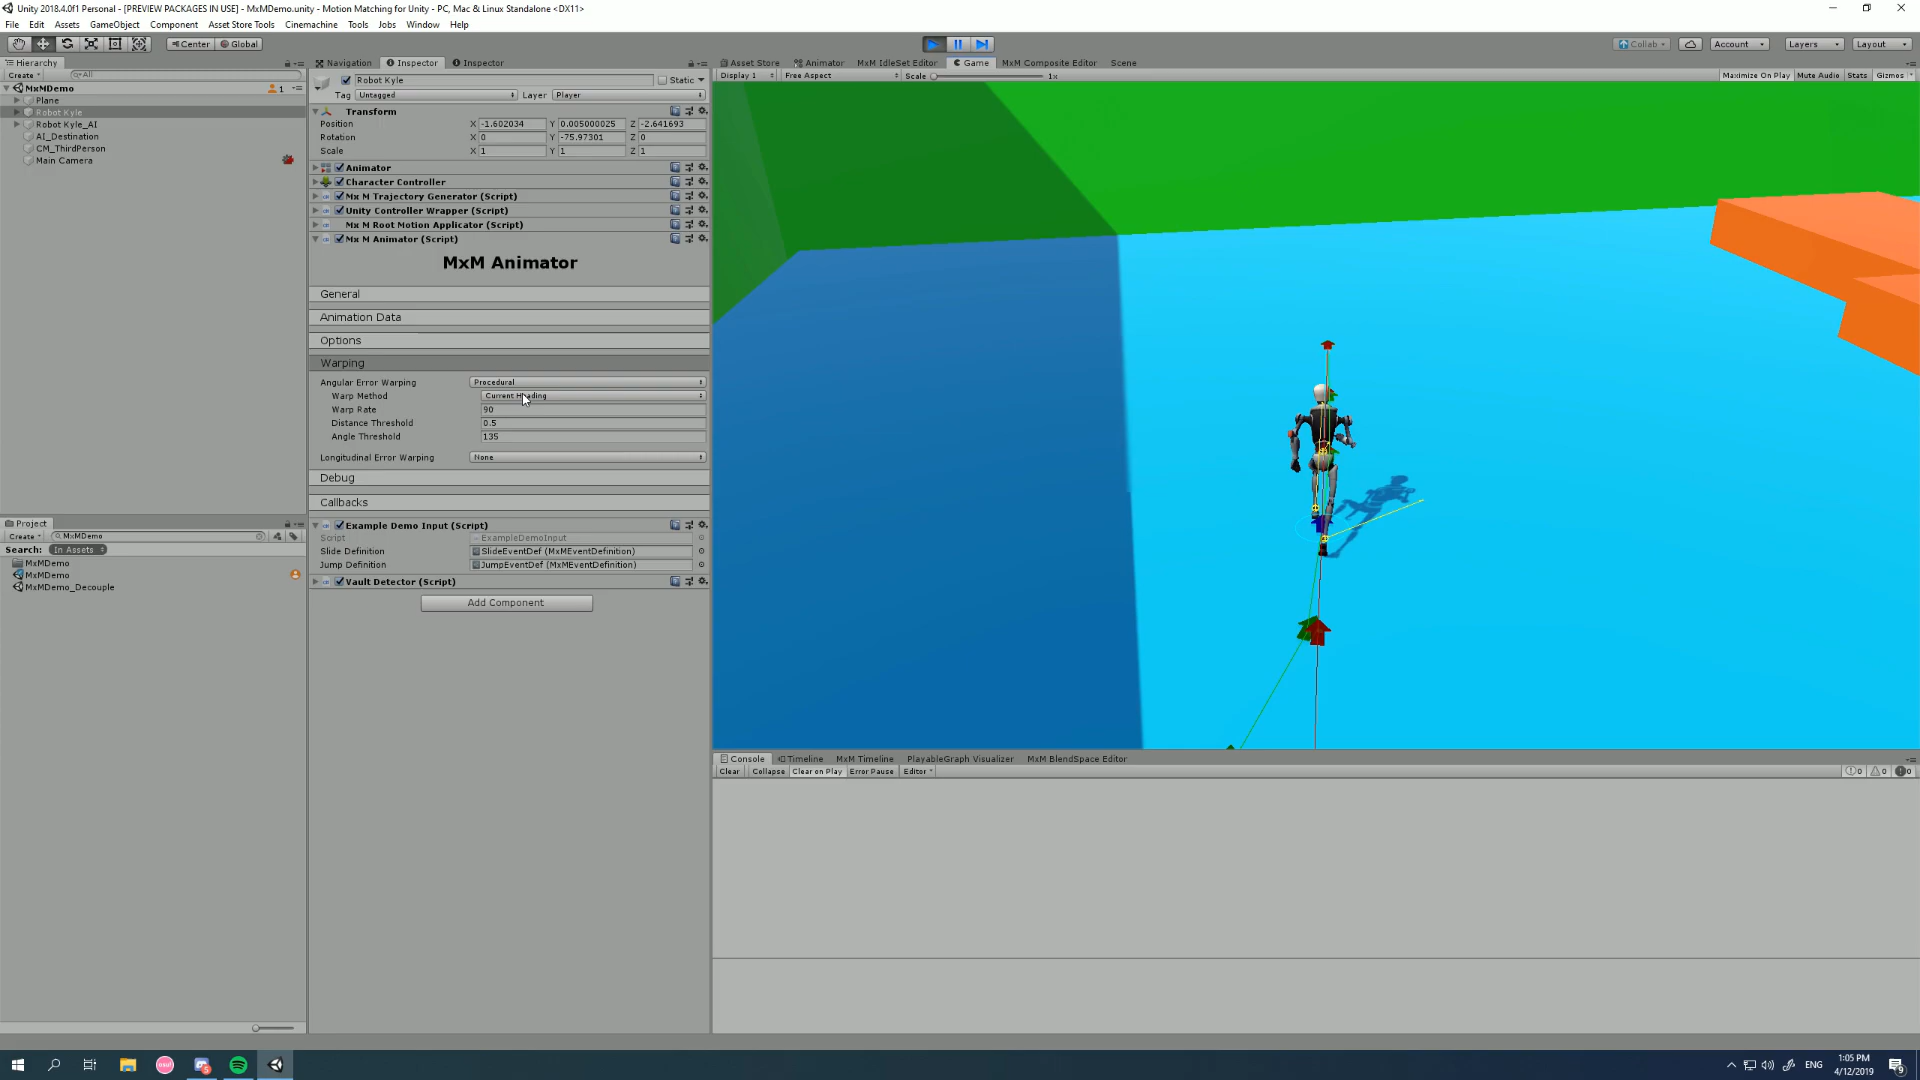 Unity 2018.4.0f1 Personal - [PREVIEW PACKAGES IN USE] - MxMDemo.unity - Motion Matching for Unity - PC, Mac & Linux Standalone <DX11>
File Edit Assets GameObject Component Asset Store Tools Cinemachine Tools Jobs Window Help
Center Global Collab Account Layers Layout
Hierarchy
Create All
MxMDemo 1
Plane
Robot Kyle
Robot Kyle_AI
AI_Destination
CM_ThirdPerson
Main Camera
Project
Create MxMDemo
Search: In Assets
MxMDemo
MxMDemo
MxMDemo_Decouple
Navigation Inspector Inspector
Robot Kyle Static
Tag Untagged Layer Player
Transform
Position X -1.602034 Y 0.005000025 Z -2.641693
Rotation X 0 Y -75.97301 Z 0
Scale X 1 Y 1 Z 1
Animator
Character Controller
Mx M Trajectory Generator (Script)
Unity Controller Wrapper (Script)
Mx M Root Motion Applicator (Script)
Mx M Animator (Script)
MxM Animator
General
Animation Data
Options
Warping
Angular Error Warping Procedural
Warp Method Current Heading
Warp Rate 90
Distance Threshold 0.5
Angle Threshold 135
Longitudinal Error Warping None
Debug
Callbacks
Example Demo Input (Script)
Script ExampleDemoInput
Slide Definition SlideEventDef (MxMEventDefinition)
Jump Definition JumpEventDef (MxMEventDefinition)
Vault Detector (Script)
Add Component
Asset Store Animator MxM IdleSet Editor Game MxM Composite Editor Scene
Display 1 Free Aspect Scale 1x Maximize On Play Mute Audio Stats Gizmos
Console Timeline MxM Timeline PlayableGraph Visualizer MxM BlendSpace Editor
Clear Collapse Clear on Play Error Pause Editor 0 0 0
ENG
1:05 PM
4/12/2019